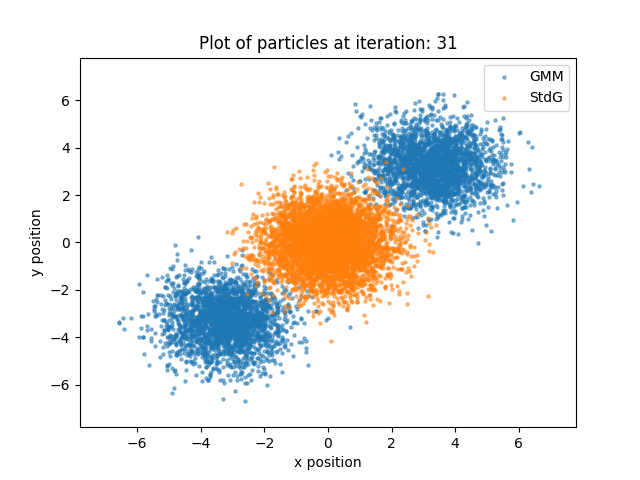 Plot of particles at iteration: 31
GMM
StdG
6
4
2
0
−2
−4
−6
y position
−6 −4 −2 0 2 4 6
x position